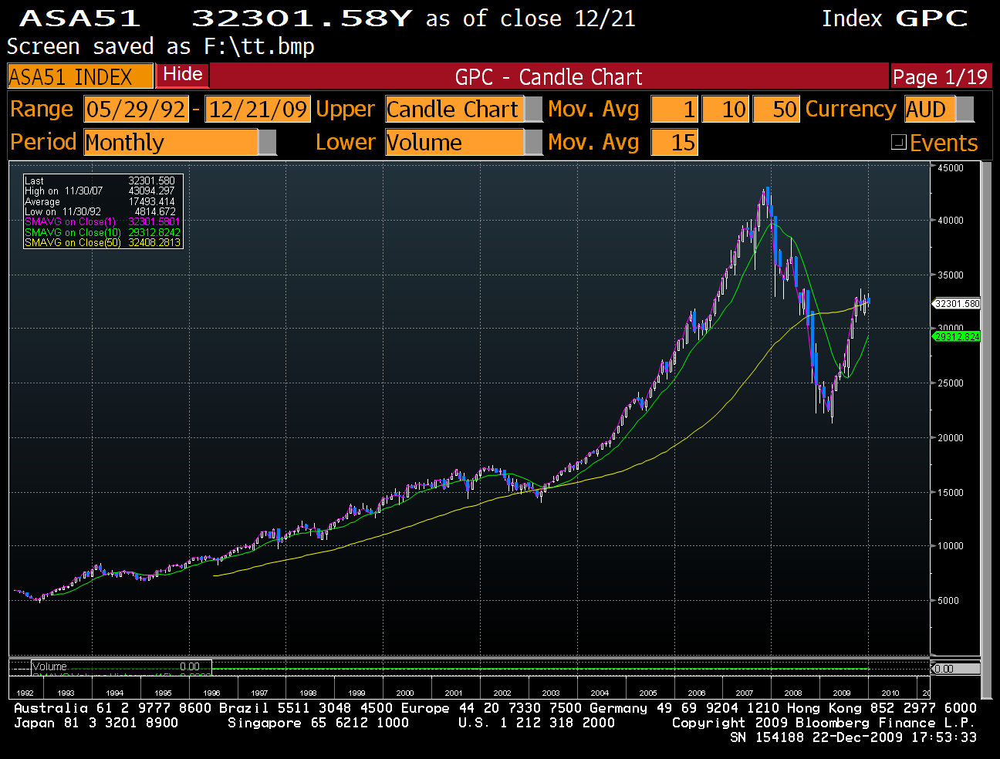 ASA51 32301.58Y as of close 12/21 Index GPC
Screen saved as F:\tt.bmp
ASA51 INDEX Hide GPC - Candle Chart Page 1/19
Range 05/29/92 - 12/21/09 Upper Candle Chart Mov. Avg 1 10 50 Currency AUD
Period Monthly Lower Volume Mov. Avg 15 Events
Last 32301.580
High on 11/30/07 43094.297
Average 17493.414
Low on 11/30/92 4814.672
SMAVG on Close(1) 32301.5801
SMAVG on Close(10) 29312.8242
SMAVG on Close(50) 32408.2813
45000
40000
35000
32301.580
30000
29312.824
25000
20000
15000
10000
5000
Volume 0.00
0.00
1992 1993 1994 1995 1996 1997 1998 1999 2000 2001 2002 2003 2004 2005 2006 2007 2008 2009 2010
Australia 61 2 9777 8600 Brazil 5511 3048 4500 Europe 44 20 7330 7500 Germany 49 69 9204 1210 Hong Kong 852 2977 6000
Japan 81 3 3201 8900 Singapore 65 6212 1000 U.S. 1 212 318 2000 Copyright 2009 Bloomberg Finance L.P.
SN 154188 22-Dec-2009 17:53:33